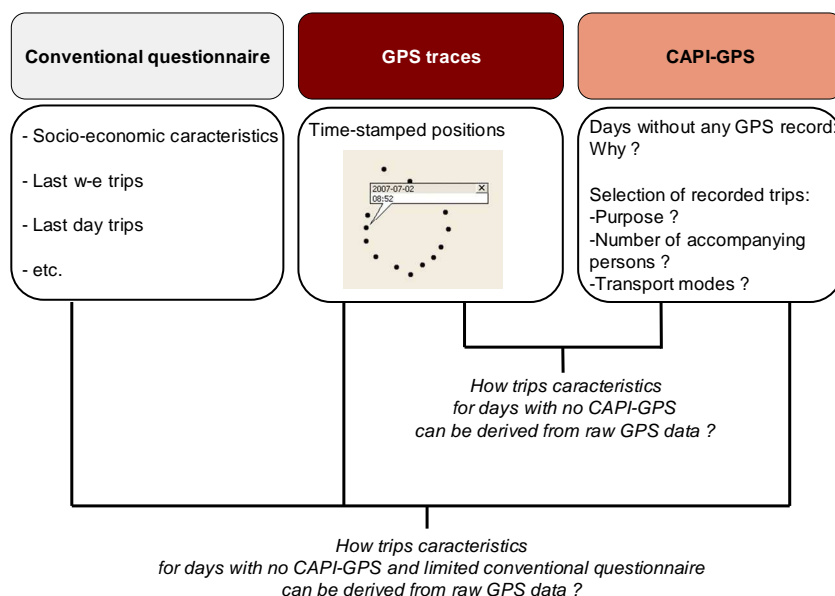 Conventional questionnaire
GPS traces
CAPI-GPS
- Socio-economic caracteristics
- Last w-e trips
- Last day trips
- etc.
Time-stamped positions
2007-07-02
08:52
Days without any GPS record:
Why ?
Selection of recorded trips:
-Purpose ?
-Number of accompanying
persons ?
-Transport modes ?
How trips caracteristics
for days with no CAPI-GPS
can be derived from raw GPS data ?
How trips caracteristics
for days with no CAPI-GPS and limited conventional questionnaire
can be derived from raw GPS data ?